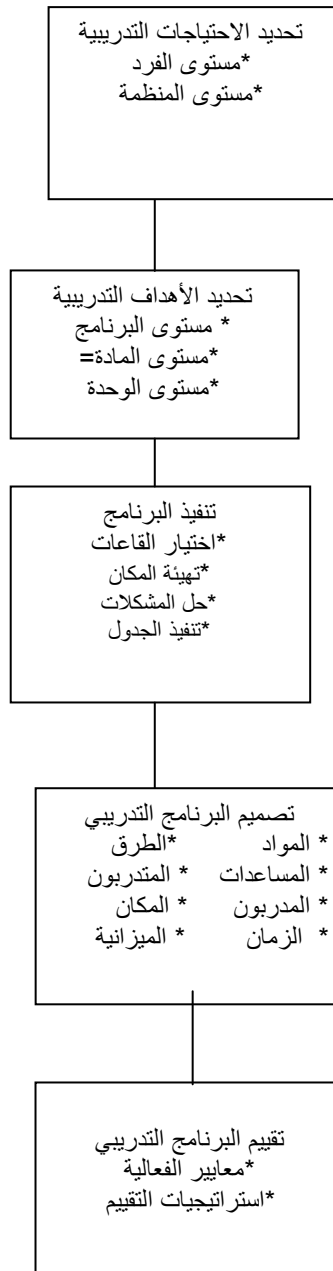 تحديد الاحتياجات التدريبية
*مستوى الفرد
*مستوى المنظمة
تحديد الأهداف التدريبية
* مستوى البرنامج
*مستوى المادة=
*مستوى الوحدة
تنفيذ البرنامج
*اختيار القاعات
*تهيئة المكان
*حل المشكلات
*تنفيذ الجدول
تصميم البرنامج التدريبي
* المواد *الطرق
* المساعدات * المتدربون
* المدربون * المكان
* الزمان * الميزانية
تقييم البرنامج التدريبي
*معايير الفعالية
*استراتيجيات التقييم